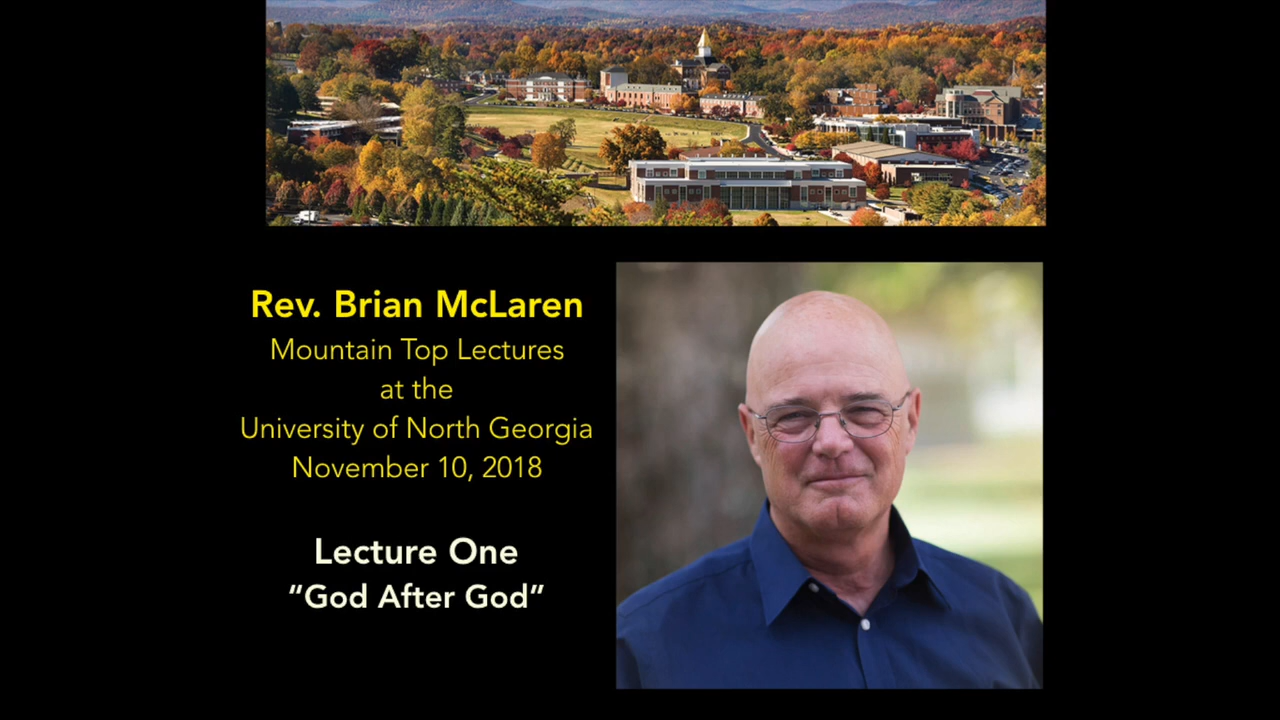 Rev. Brian McLaren
Mountain Top Lectures
at the
University of North Georgia
November 10, 2018
Lecture One
“God After God”